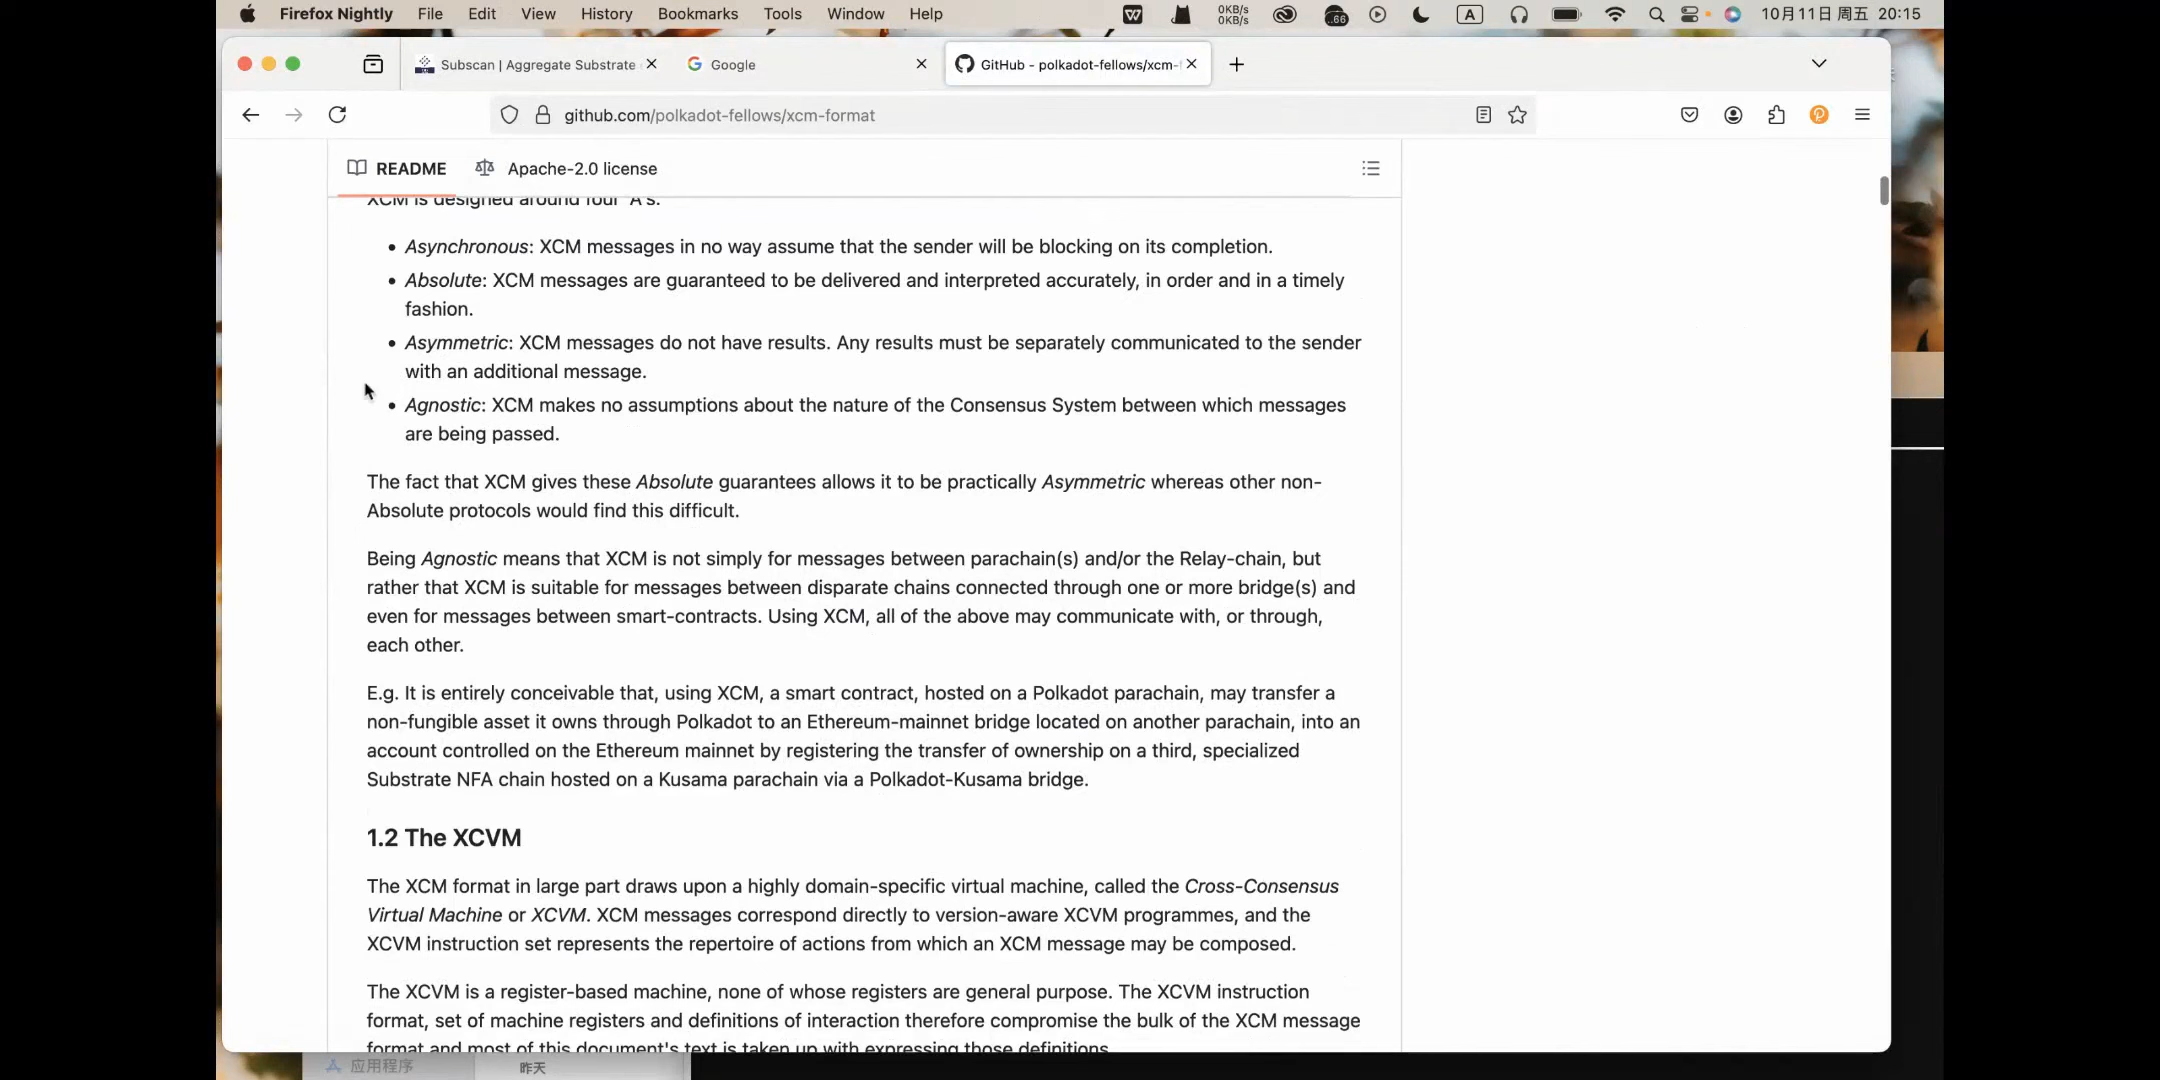 Firefox Nightly File Edit View History Bookmarks Tools Window Help 0KB/s 0KB/s .66 A 10月11日 周五 20:15
Subscan | Aggregate Substrate Google GitHub - polkadot-fellows/xcm-
github.com/polkadot-fellows/xcm-format
README Apache-2.0 license
XCM is designed around four 'A's:
• Asynchronous: XCM messages in no way assume that the sender will be blocking on its completion.
• Absolute: XCM messages are guaranteed to be delivered and interpreted accurately, in order and in a timely
fashion.
• Asymmetric: XCM messages do not have results. Any results must be separately communicated to the sender
with an additional message.
• Agnostic: XCM makes no assumptions about the nature of the Consensus System between which messages
are being passed.
The fact that XCM gives these Absolute guarantees allows it to be practically Asymmetric whereas other non-
Absolute protocols would find this difficult.
Being Agnostic means that XCM is not simply for messages between parachain(s) and/or the Relay-chain, but
rather that XCM is suitable for messages between disparate chains connected through one or more bridge(s) and
even for messages between smart-contracts. Using XCM, all of the above may communicate with, or through,
each other.
E.g. It is entirely conceivable that, using XCM, a smart contract, hosted on a Polkadot parachain, may transfer a
non-fungible asset it owns through Polkadot to an Ethereum-mainnet bridge located on another parachain, into an
account controlled on the Ethereum mainnet by registering the transfer of ownership on a third, specialized
Substrate NFA chain hosted on a Kusama parachain via a Polkadot-Kusama bridge.
1.2 The XCVM
The XCM format in large part draws upon a highly domain-specific virtual machine, called the Cross-Consensus
Virtual Machine or XCVM. XCM messages correspond directly to version-aware XCVM programmes, and the
XCVM instruction set represents the repertoire of actions from which an XCM message may be composed.
The XCVM is a register-based machine, none of whose registers are general purpose. The XCVM instruction
format, set of machine registers and definitions of interaction therefore compromise the bulk of the XCM message
format and most of this document's text is taken up with expressing those definitions.
应用程序 昨天